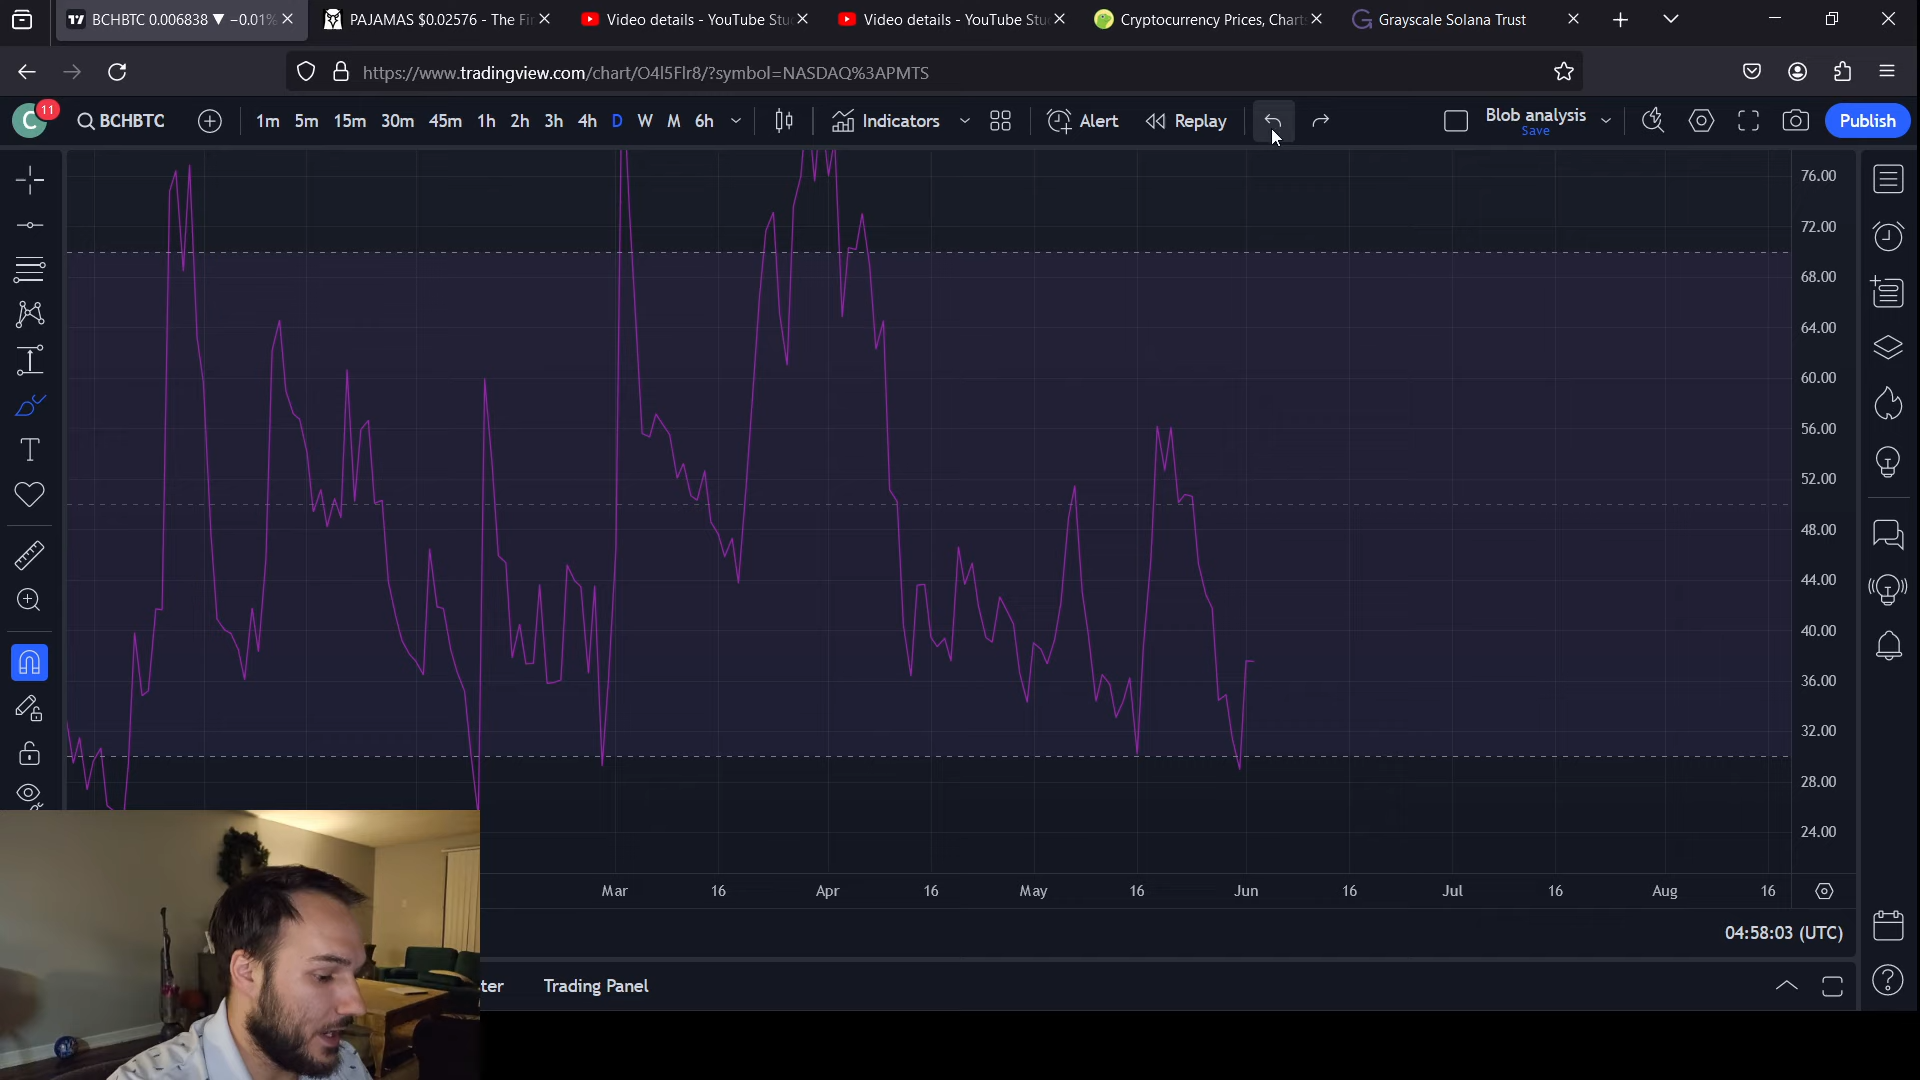 BCHBTC 0.006838 ▼ −0.01%
PAJAMAS $0.02576 - The Fi
Video details - YouTube Stu
Video details - YouTube Stu
Cryptocurrency Prices, Chart
Grayscale Solana Trust
https://www.tradingview.com/chart/O4l5Flr8/?symbol=NASDAQ%3APMTS
C 11
BCHBTC
1m 5m 15m 30m 45m 1h 2h 3h 4h D W M 6h
Indicators
Alert
Replay
Blob analysis
Save
Publish
76.00
72.00
68.00
64.00
60.00
56.00
52.00
48.00
44.00
40.00
36.00
32.00
28.00
24.00
Mar 16 Apr 16 May 16 Jun 16 Jul 16 Aug 16
04:58:03 (UTC)
ter
Trading Panel